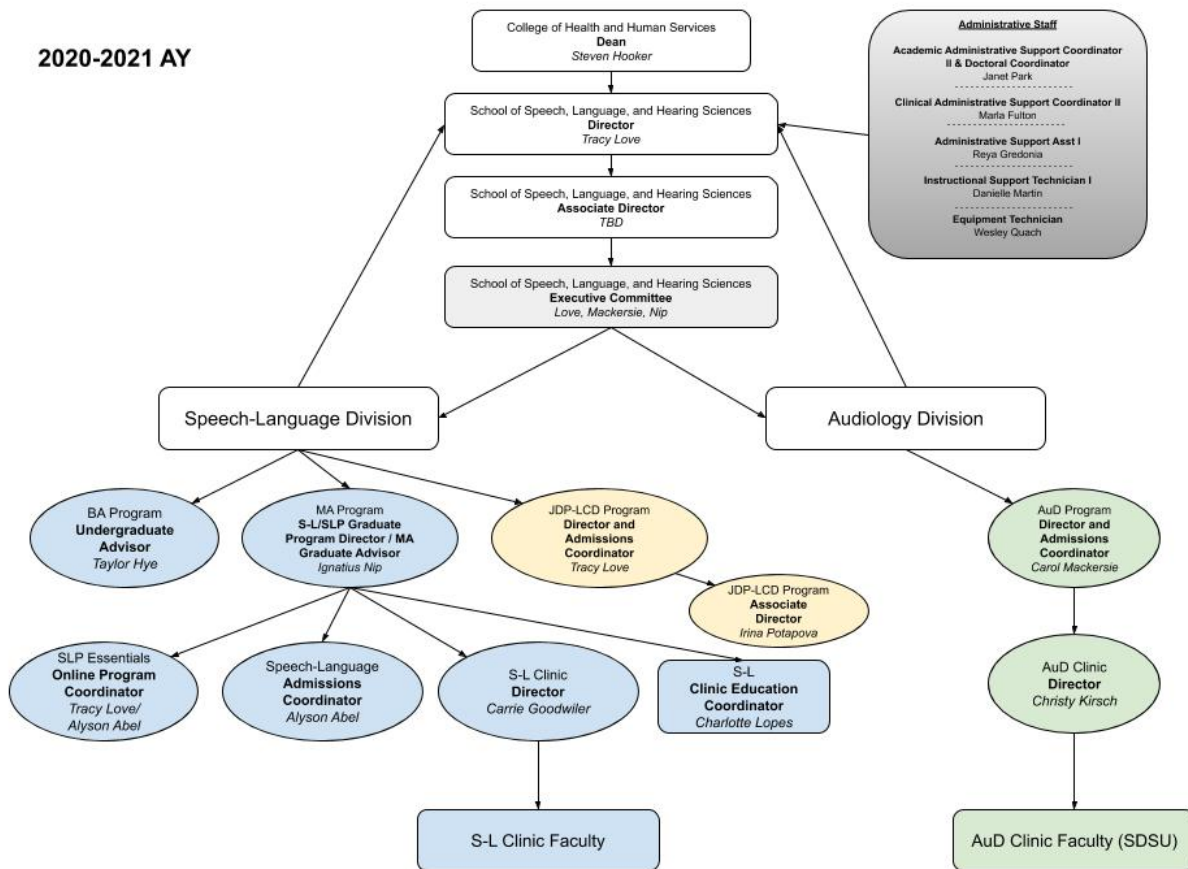 2020-2021 AY
College of Health and Human Services
Dean
Steven Hooker
School of Speech, Language, and Hearing Sciences
Director
Tracy Love
School of Speech, Language, and Hearing Sciences
Associate Director
TBD
School of Speech, Language, and Hearing Sciences
Executive Committee
Love, Mackersie, Nip
Administrative Staff
Academic Administrative Support Coordinator
II & Doctoral Coordinator
Janet Park
Clinical Administrative Support Coordinator II
Marla Fulton
Administrative Support Asst I
Reya Gredonia
Instructional Support Technician I
Danielle Martin
Equipment Technician
Wesley Quach
Speech-Language Division
Audiology Division
BA Program
Undergraduate
Advisor
Taylor Hye
MA Program
S-L/SLP Graduate
Program Director / MA
Graduate Advisor
Ignatius Nip
JDP-LCD Program
Director and
Admissions
Coordinator
Tracy Love
JDP-LCD Program
Associate
Director
Irina Potapova
AuD Program
Director and
Admissions
Coordinator
Carol Mackersie
SLP Essentials
Online Program
Coordinator
Tracy Love/
Alyson Abel
Speech-Language
Admissions
Coordinator
Alyson Abel
S-L Clinic
Director
Carrie Goodwiler
S-L
Clinic Education
Coordinator
Charlotte Lopes
AuD Clinic
Director
Christy Kirsch
S-L Clinic Faculty
AuD Clinic Faculty (SDSU)